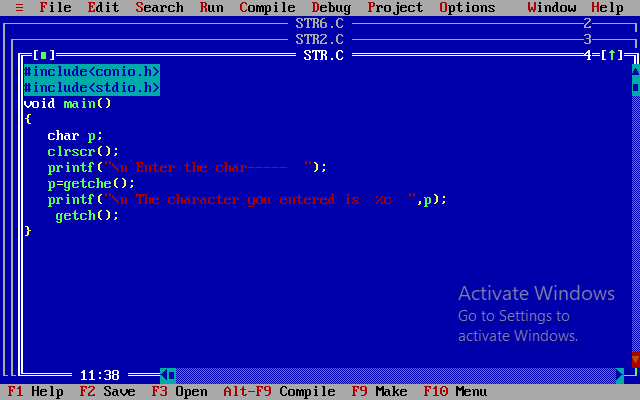 ≡ File Edit Search Run Compile Debug Project Options Window Help
STR6.C 2
STR2.C 3
[■] STR.C 4=[↑]
#include<conio.h>
#include<stdio.h>
void main()
{
char p;
clrscr();
printf("\n Enter the char----- ");
p=getche();
printf("\n The character you entered is %c ",p);
getch();
}
Activate Windows
Go to Settings to
activate Windows.
11:38
F1 Help F2 Save F3 Open Alt-F9 Compile F9 Make F10 Menu